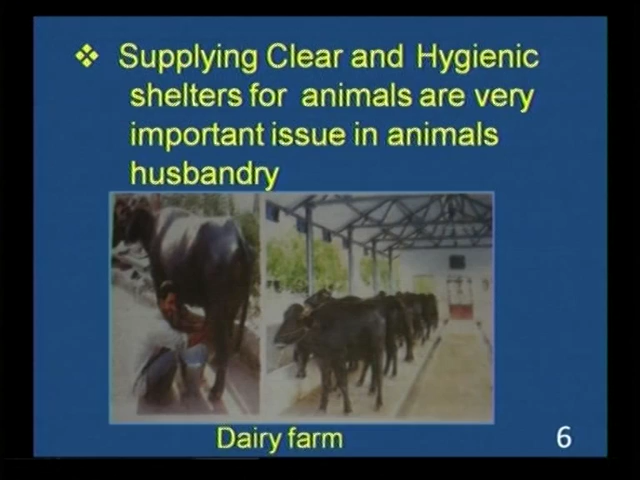 ❖ Supplying Clear and Hygienic
shelters for animals are very
important issue in animals
husbandry
Dairy farm
6